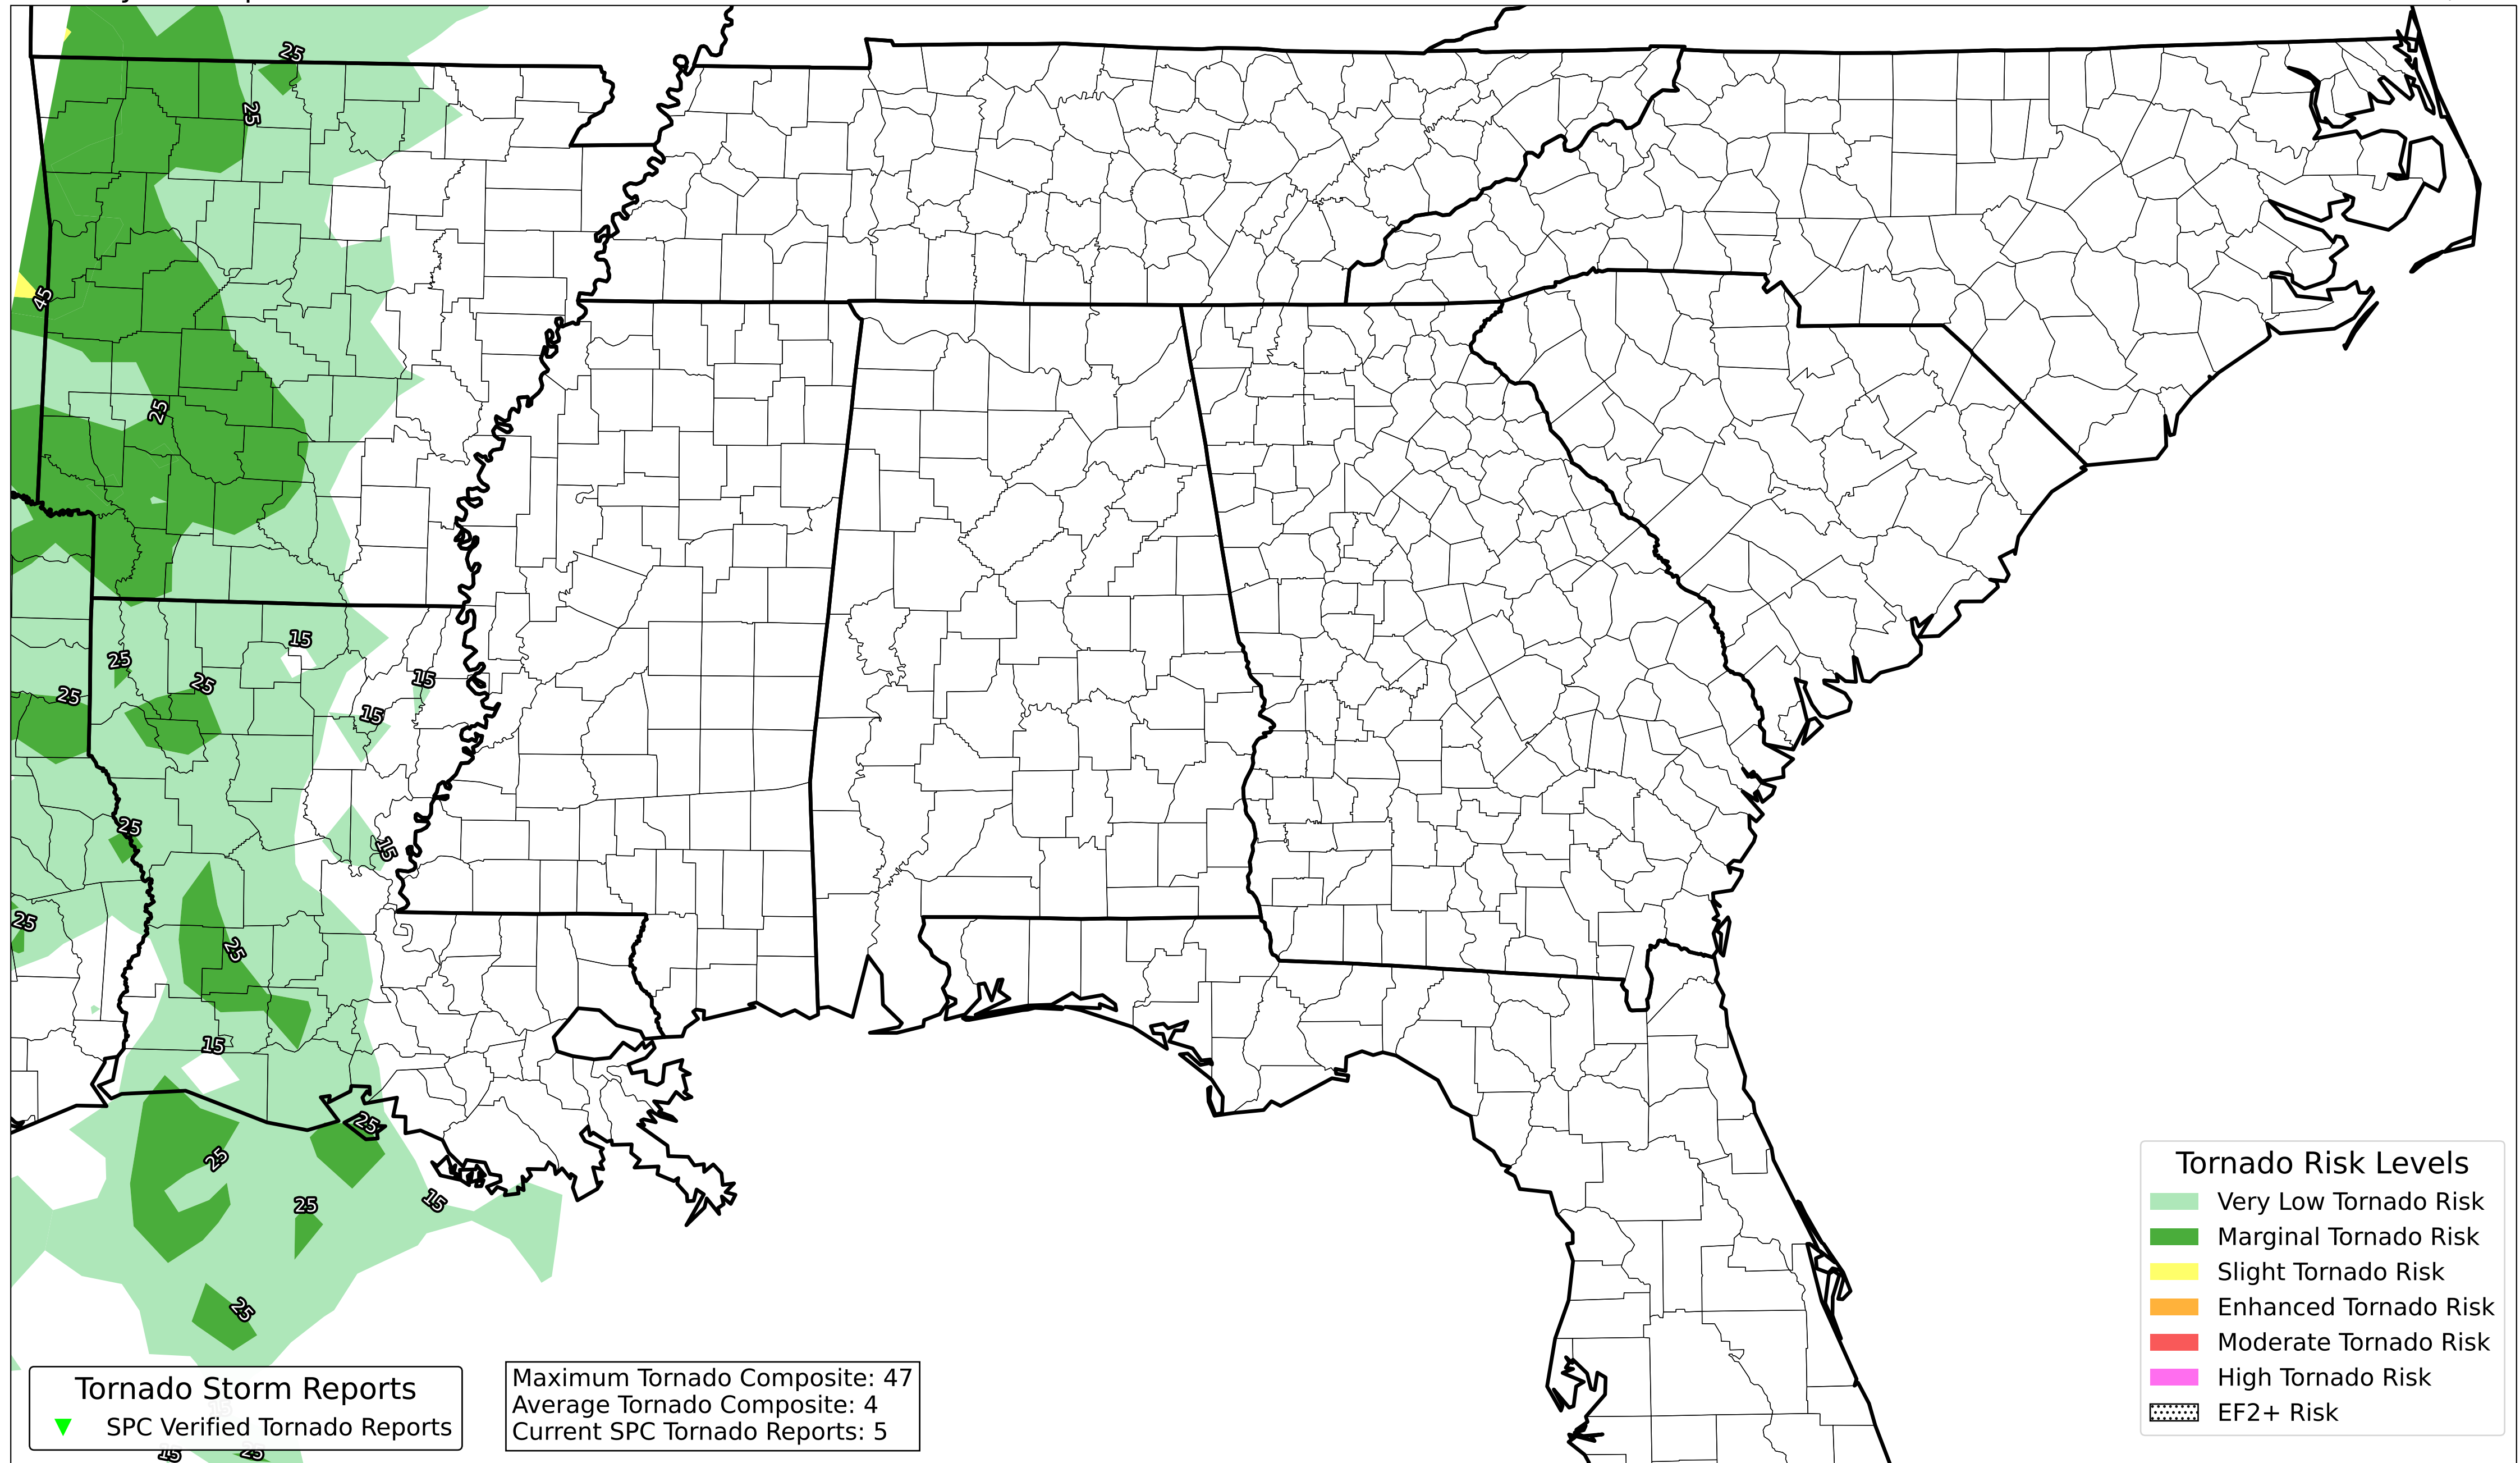 25
25
45
25
15
25
25
15
25
15
25
15
25
25
15
25
25
25
15
25
Tornado Risk Levels
Very Low Tornado Risk
Marginal Tornado Risk
Slight Tornado Risk
Enhanced Tornado Risk
Moderate Tornado Risk
High Tornado Risk
EF2+ Risk
Tornado Storm Reports
SPC Verified Tornado Reports
Maximum Tornado Composite: 47
Average Tornado Composite: 4
Current SPC Tornado Reports: 5
15
25